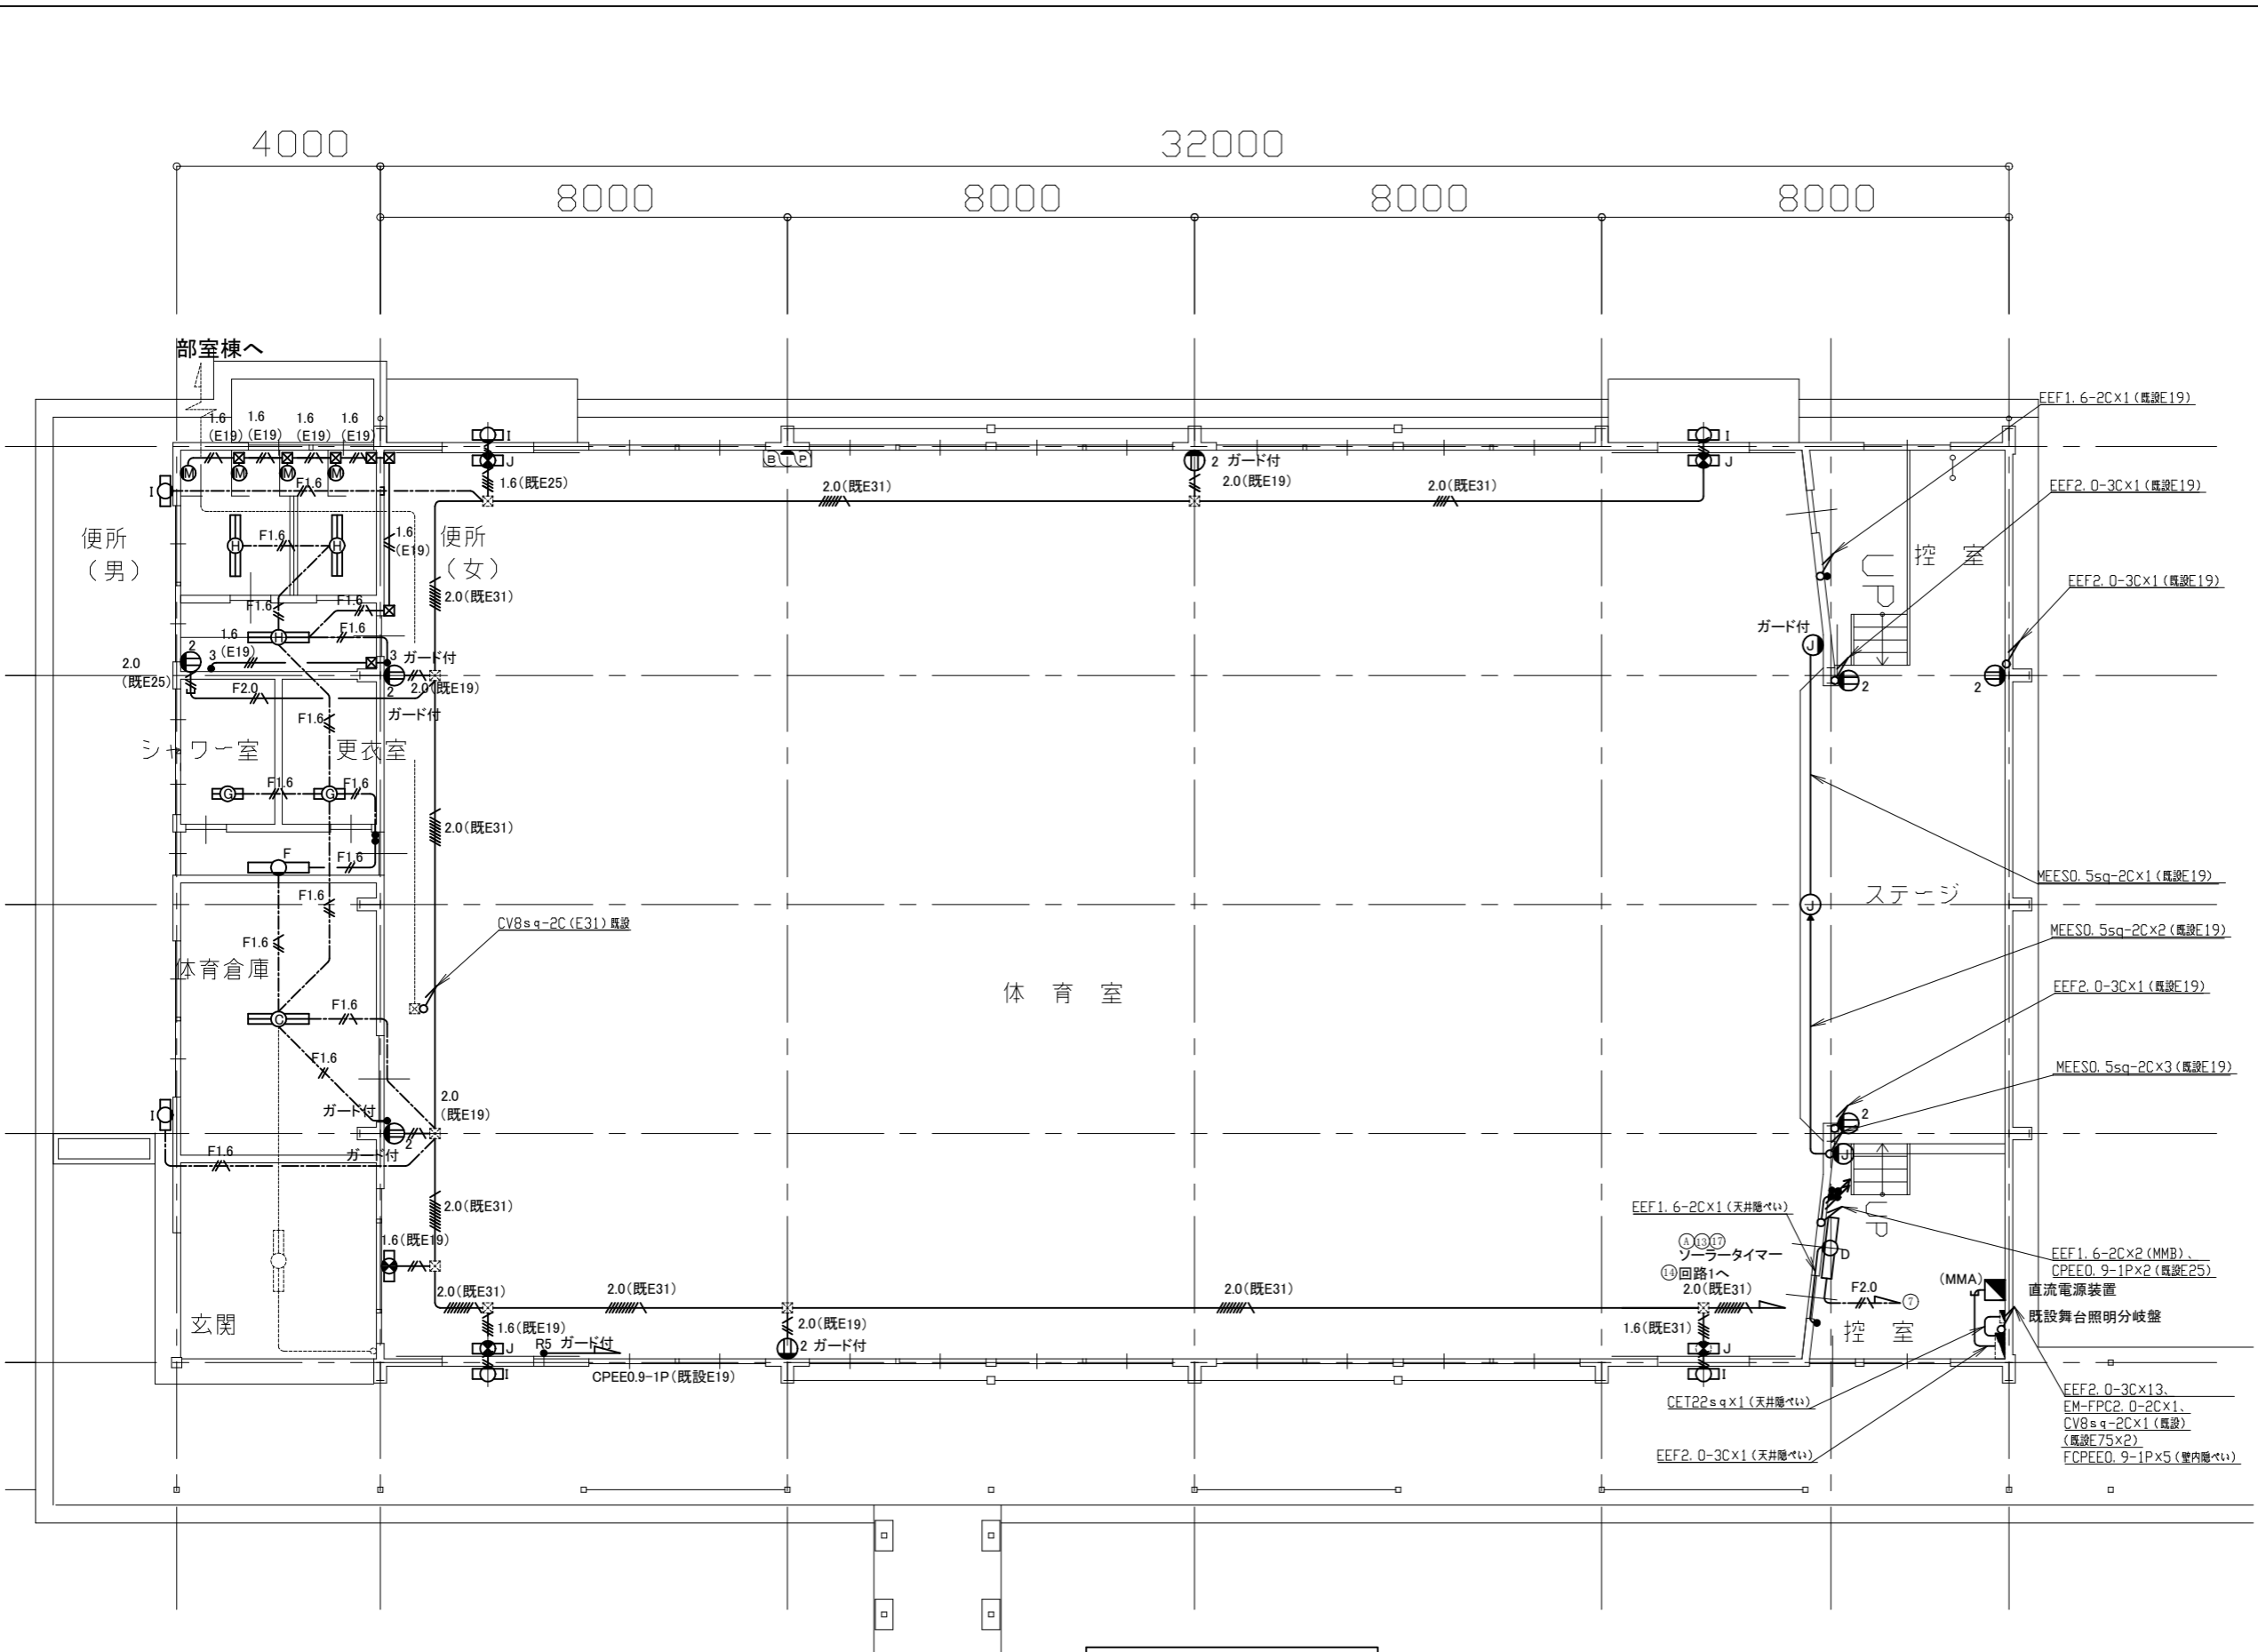 4000
32000
8000
8000
8000
8000
部室棟へ
1.6
1.6
1.6
1.6
(E19)
(E19)
(E19)
(E19)
I
J
1.6(既E25)
B
P
2 ガード付
2.0(既E19)
2.0(既E31)
2.0(既E31)
I
J
EEF1.6-2C×1(既設E19)
EEF2.0-3C×1(既設E19)
EEF2.0-3C×1(既設E19)
M
M
M
M
I
F1.6
便所
(男)
H
F1.6
H
1.6
(E19)
便所
(女)
2.0(既E31)
控 室
UP
F1.6
F1.6
H
F1.6
1.6
(E19)
2
3
3 ガード付
2
2.0(既E19)
2.0
(既E25)
F2.0
ガード付
ガード付
J
2
2
F1.6
シャワー室
更衣室
G
F1.6
G
F1.6
2.0(既E31)
F
F1.6
MEES0.5sq-2C×1(既設E19)
ステージ
J
F1.6
F1.6
CV8sq-2C(E31)既設
MEES0.5sq-2C×2(既設E19)
体育倉庫
体 育 室
EEF2.0-3C×1(既設E19)
C
F1.6
F1.6
MEES0.5sq-2C×3(既設E19)
2.0
(既E19)
I
ガード付
2
ガード付
2
J
F1.6
2.0(既E31)
EEF1.6-2C×1(天井隠ぺい)
UP
1.6(既E19)
A 13 17
ソーラータイマー
14 回路1へ
D
EEF1.6-2C×2(MMB)、
CPEE0.9-1P×2(既設E25)
2.0(既E31)
2.0(既E31)
2.0(既E31)
2.0(既E31)
F2.0
7
(MMA)
直流電源装置
既設舞台照明分岐盤
玄関
1.6(既E19)
J
I
R5 ガード付
CPEE0.9-1P(既設E19)
2.0(既E19)
2 ガード付
1.6(既E31)
J
I
控 室
CET22sq×1(天井隠ぺい)
EEF2.0-3C×1(天井隠ぺい)
EEF2.0-3C×13、
EM-FPC2.0-2C×1、
CV8sq-2C×1(既設)
(既設E75×2)
FCPEE0.9-1P×5(壁内隠ぺい)